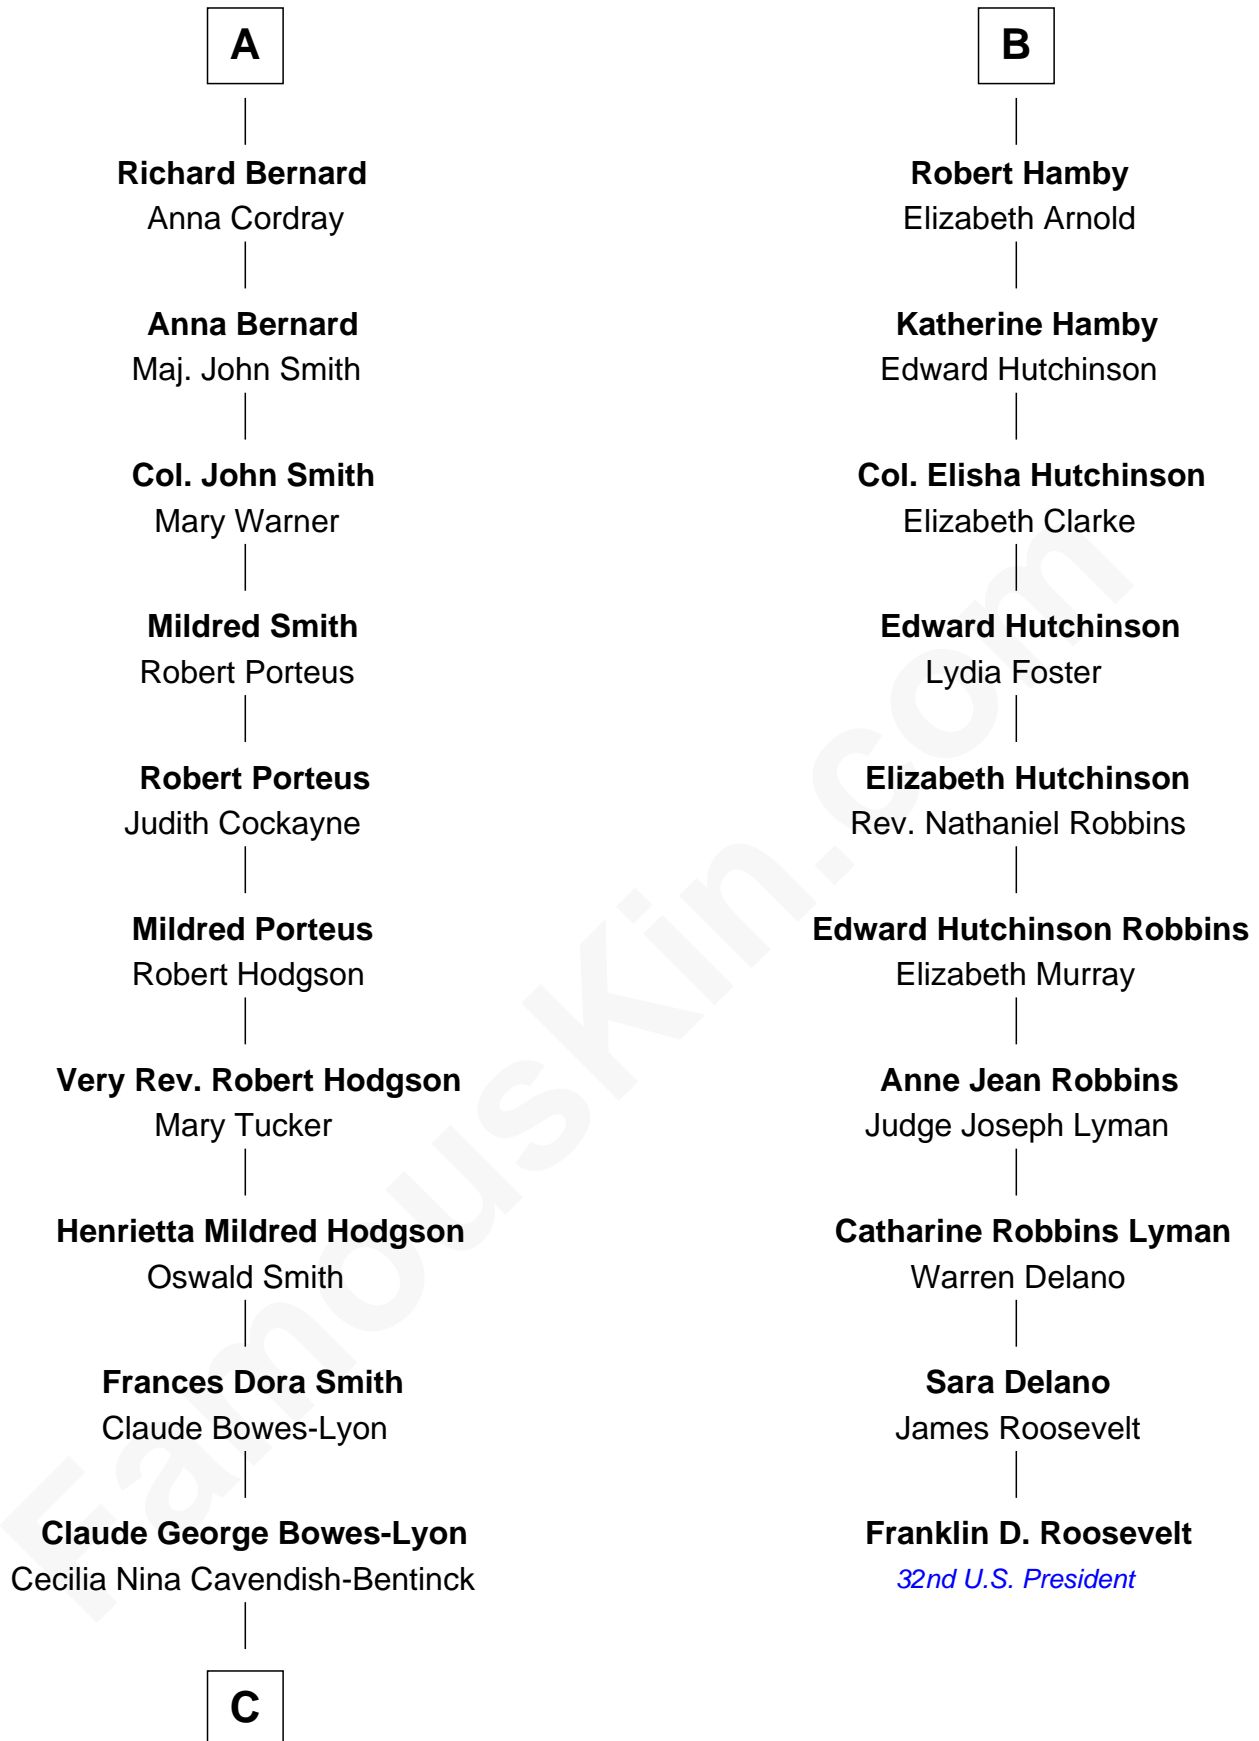 A
Richard Bernard
Anna Cordray
Anna Bernard
Maj. John Smith
Col. John Smith
Mary Warner
Mildred Smith
Robert Porteus
Robert Porteus
Judith Cockayne
Mildred Porteus
Robert Hodgson
Very Rev. Robert Hodgson
Mary Tucker
Henrietta Mildred Hodgson
Oswald Smith
Frances Dora Smith
Claude Bowes-Lyon
Claude George Bowes-Lyon
Cecilia Nina Cavendish-Bentinck
C
B
Robert Hamby
Elizabeth Arnold
Katherine Hamby
Edward Hutchinson
Col. Elisha Hutchinson
Elizabeth Clarke
Edward Hutchinson
Lydia Foster
Elizabeth Hutchinson
Rev. Nathaniel Robbins
Edward Hutchinson Robbins
Elizabeth Murray
Anne Jean Robbins
Judge Joseph Lyman
Catharine Robbins Lyman
Warren Delano
Sara Delano
James Roosevelt
Franklin D. Roosevelt
32nd U.S. President
FamousKin.com